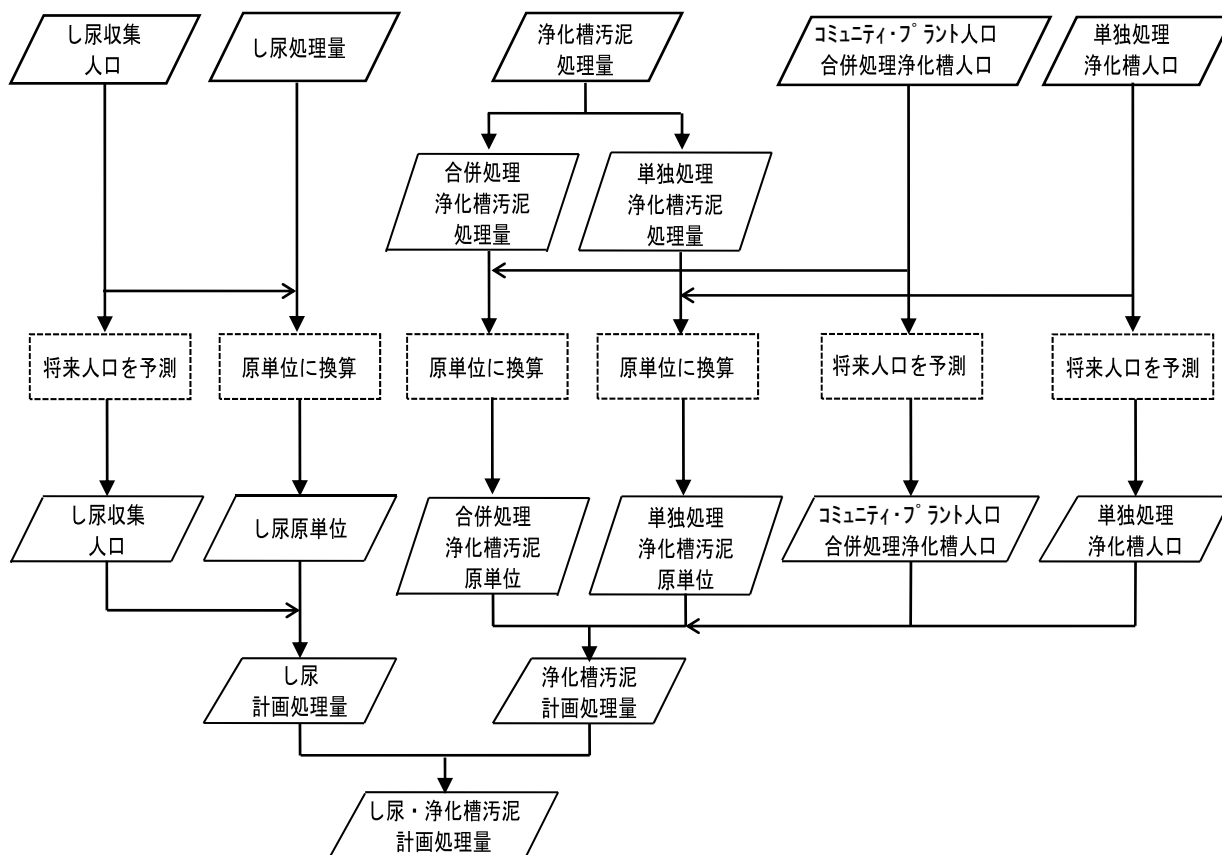 し尿収集
人口
し尿処理量
浄化槽汚泥
処理量
ｺﾐｭﾆﾃｨ・ﾌﾟﾗﾝﾄ人口
合併処理浄化槽人口
単独処理
浄化槽人口
合併処理
浄化槽汚泥
処理量
単独処理
浄化槽汚泥
処理量
将来人口を予測
原単位に換算
原単位に換算
原単位に換算
将来人口を予測
将来人口を予測
し尿収集
人口
し尿原単位
合併処理
浄化槽汚泥
原単位
単独処理
浄化槽汚泥
原単位
ｺﾐｭﾆﾃｨ・ﾌﾟﾗﾝﾄ人口
合併処理浄化槽人口
単独処理
浄化槽人口
し尿
計画処理量
浄化槽汚泥
計画処理量
し尿・浄化槽汚泥
計画処理量